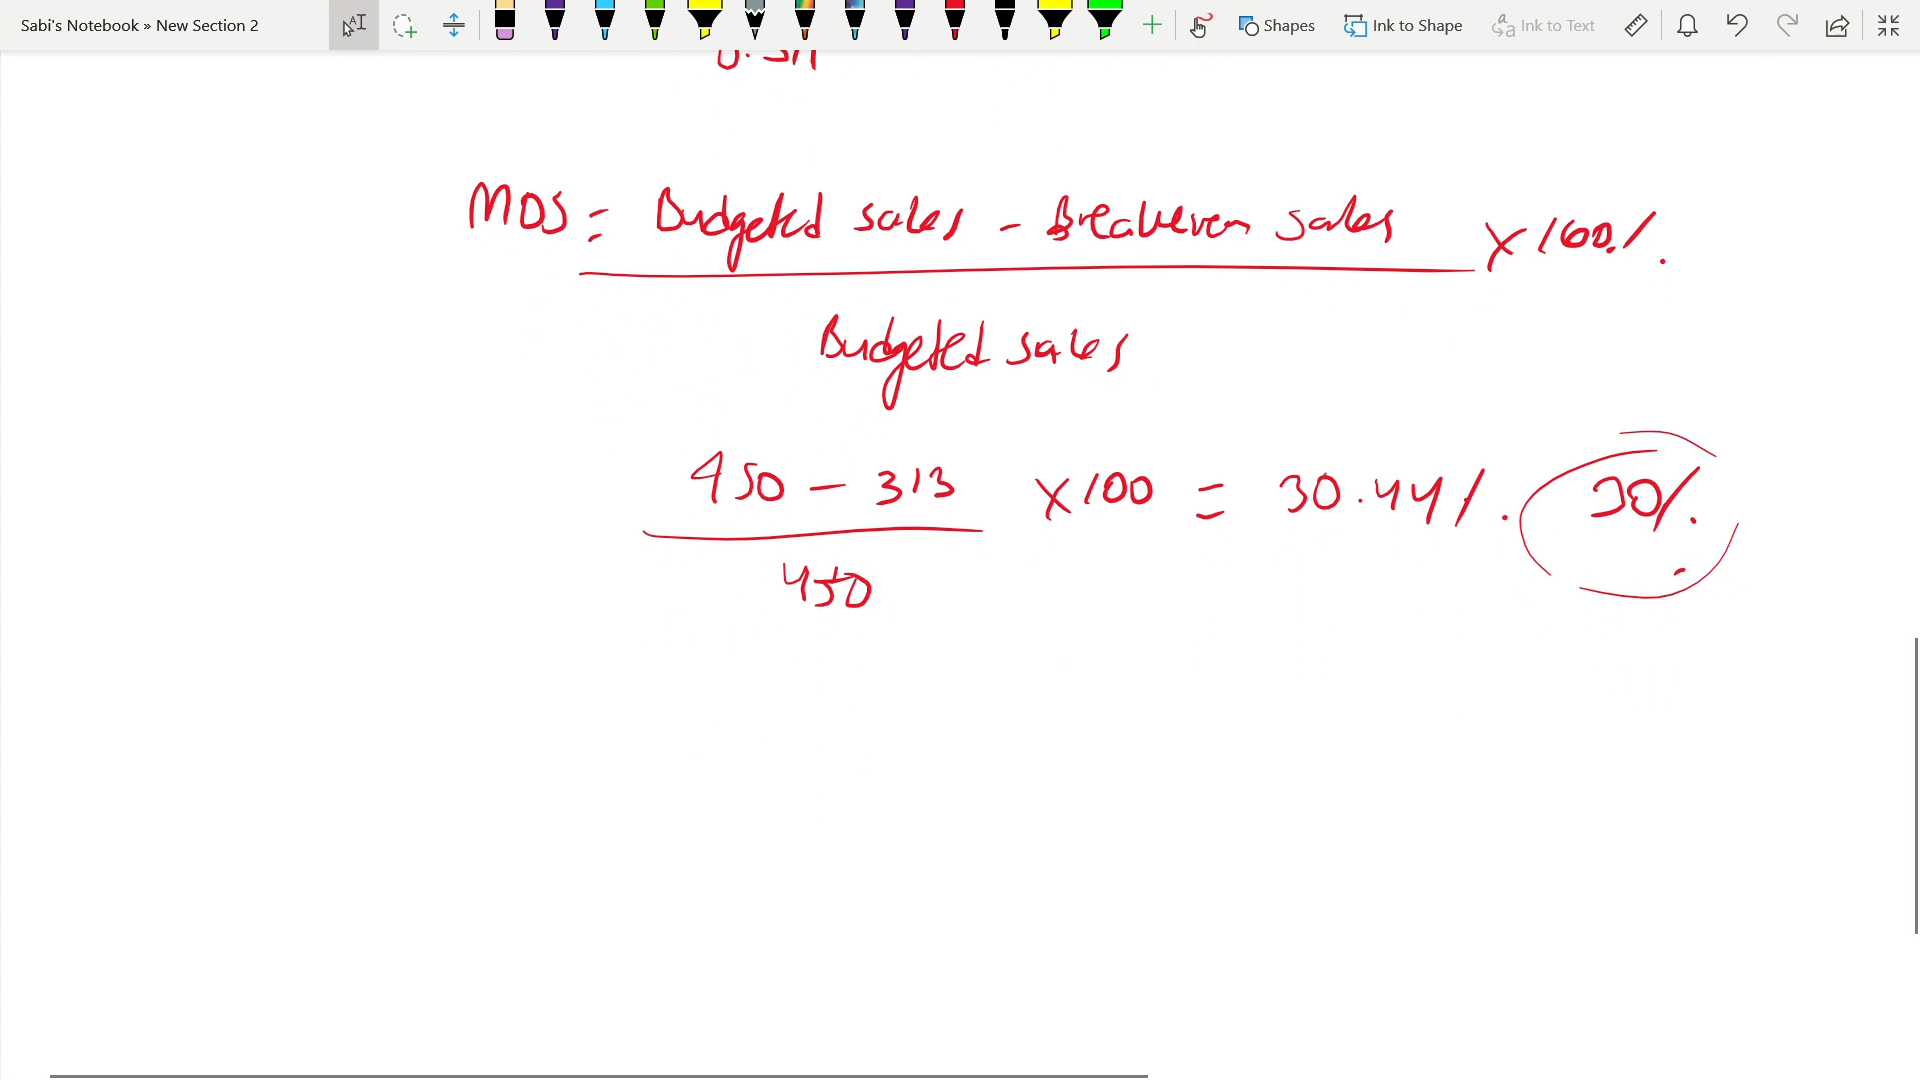 Sabi's Notebook » New Section 2
Shapes
Ink to Shape
Ink to Text
MOS = Budgeted sales - Breakeven sales × 100%.
Budgeted sales
450 - 313 ×100 = 30.44%. 30%.
450